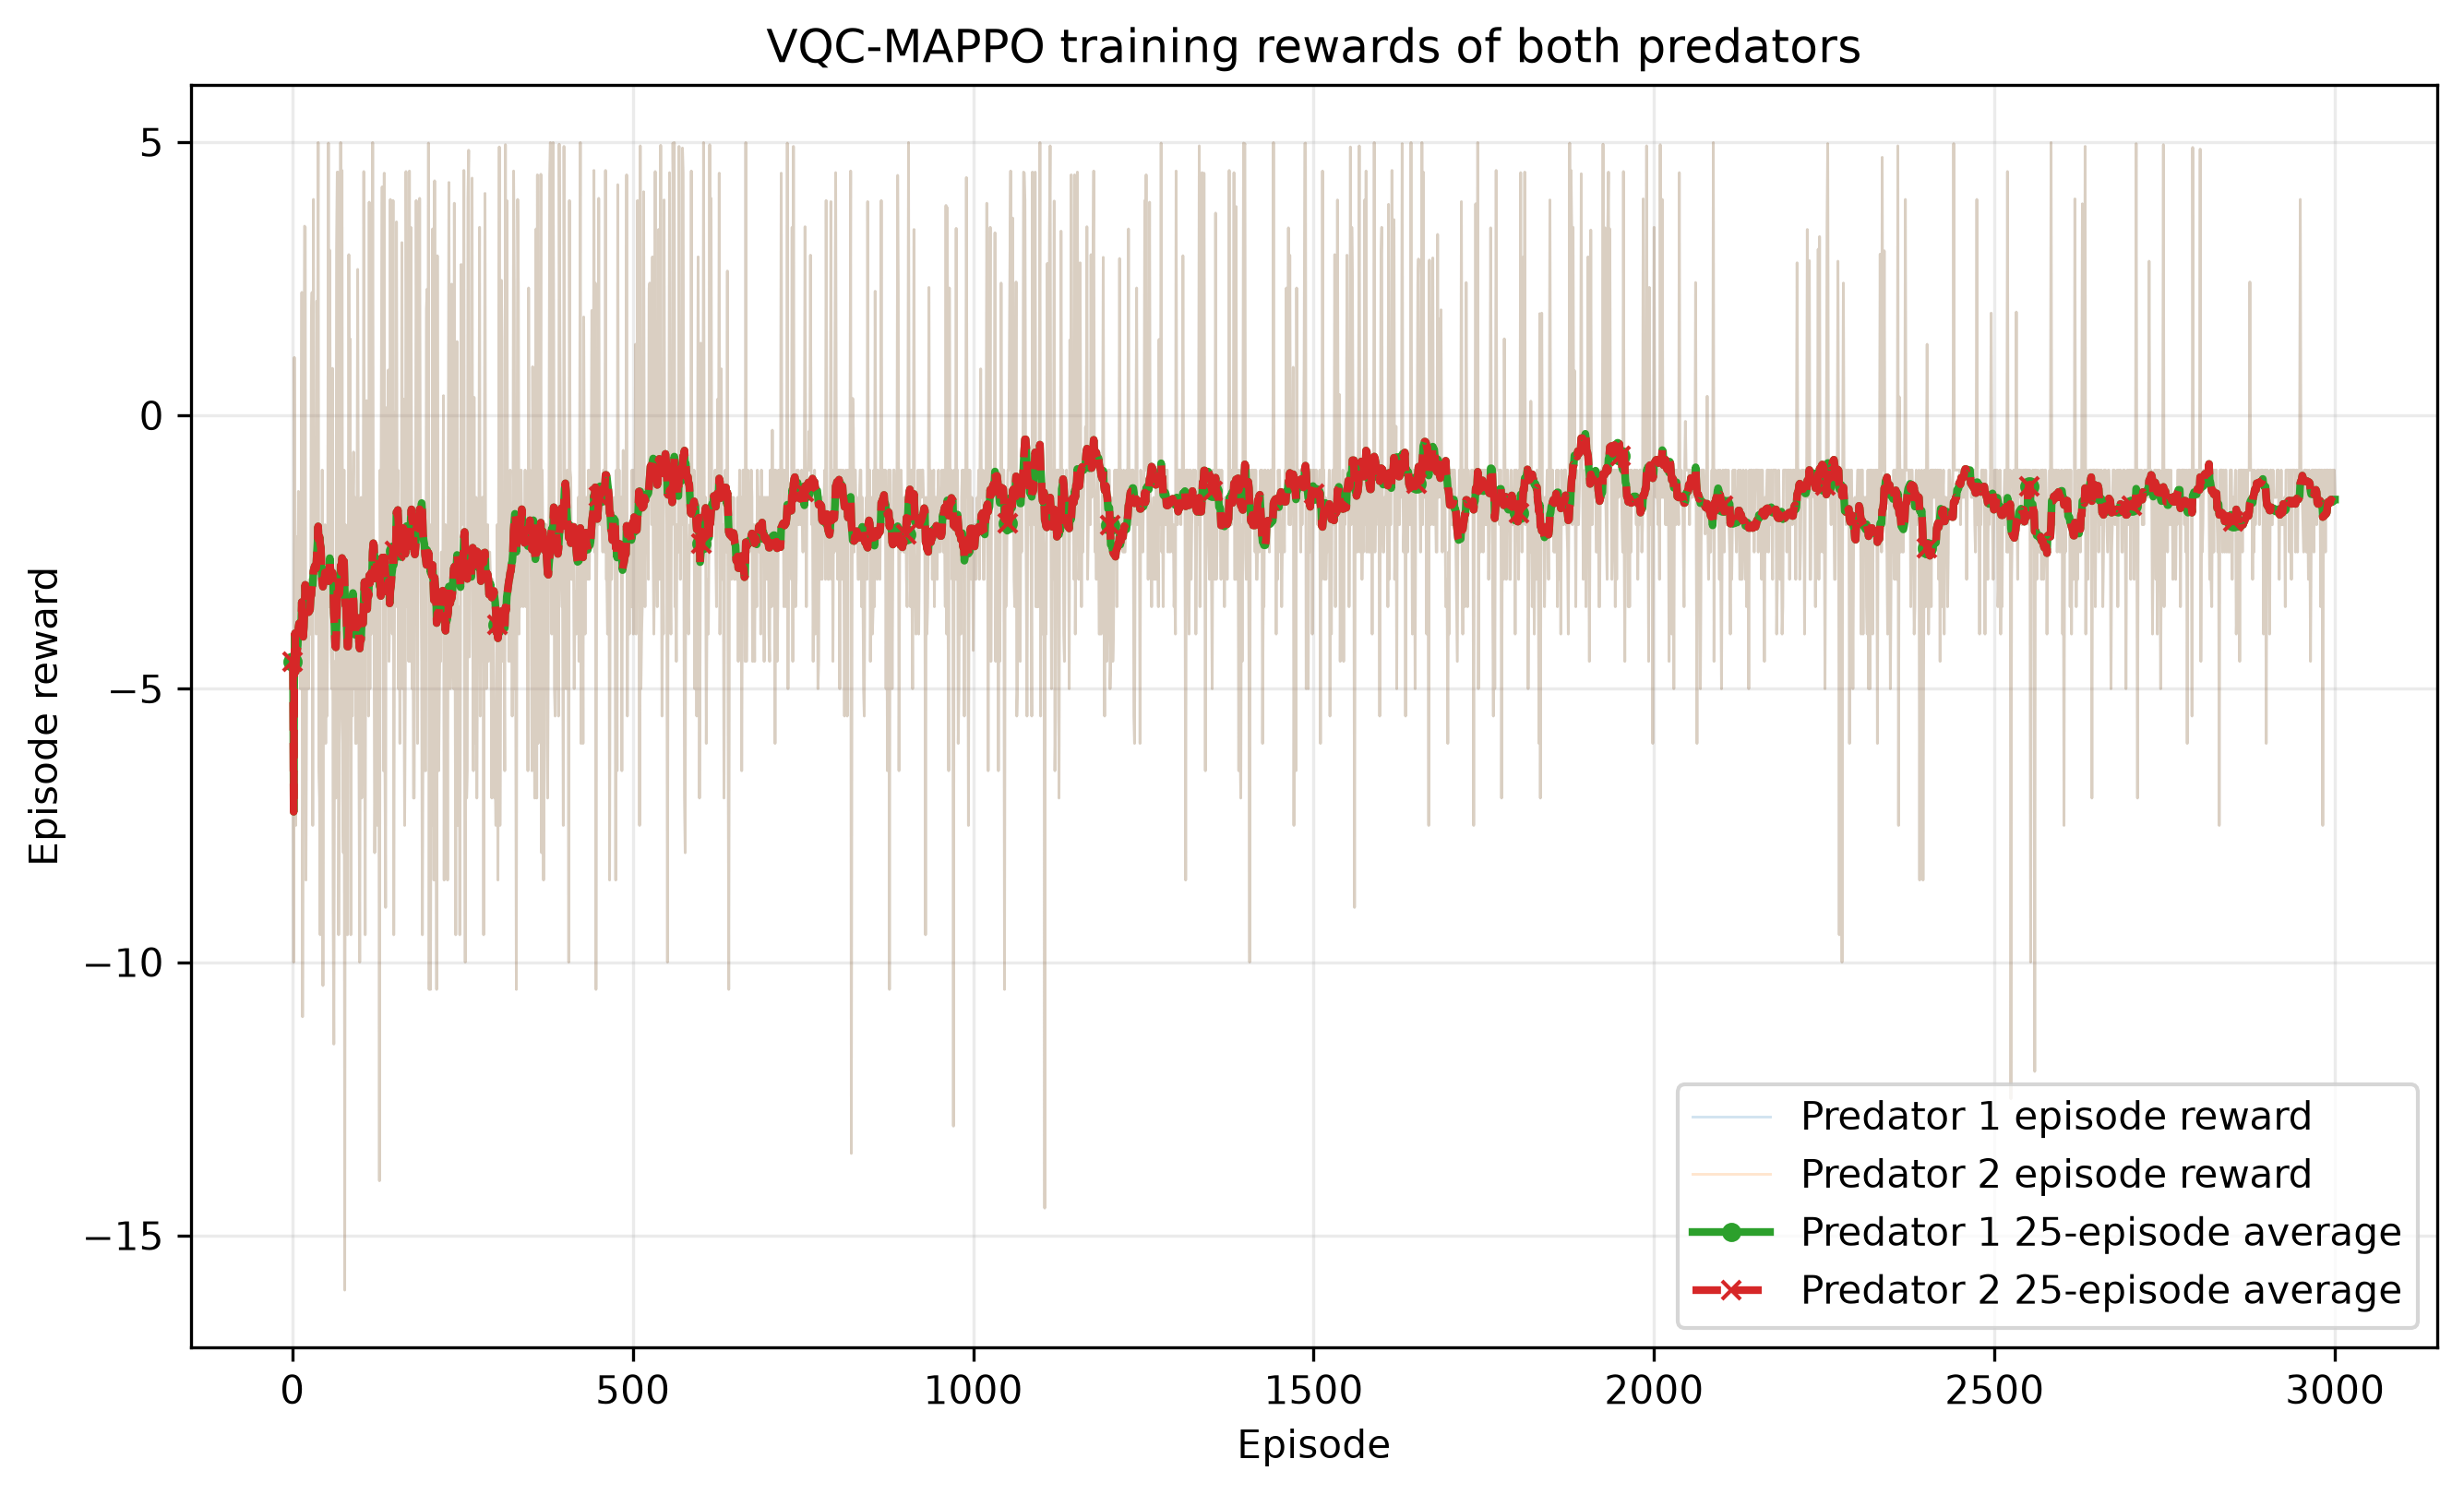 VQC-MAPPO training rewards of both predators
Episode reward
5
0
−5
−10
−15
0
500
1000
1500
2000
2500
3000
Episode
Predator 1 episode reward
Predator 2 episode reward
Predator 1 25-episode average
Predator 2 25-episode average